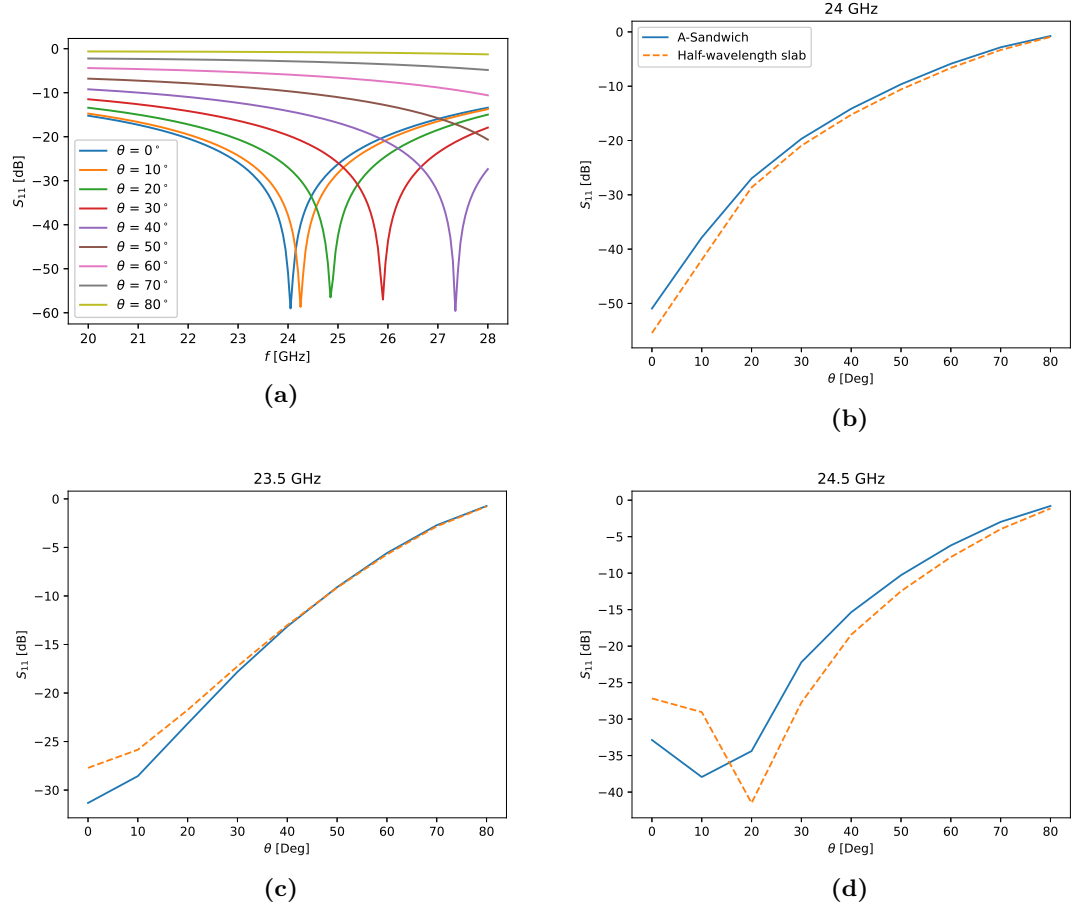 0
−10
−20
−30
−40
−50
−60
S₁₁ [dB]
θ = 0°
θ = 10°
θ = 20°
θ = 30°
θ = 40°
θ = 50°
θ = 60°
θ = 70°
θ = 80°
20 21 22 23 24 25 26 27 28
f [GHz]
(a)
24 GHz
0
−10
−20
−30
−40
−50
S₁₁ [dB]
A-Sandwich
Half-wavelength slab
0 10 20 30 40 50 60 70 80
θ [Deg]
(b)
23.5 GHz
0
−5
−10
−15
−20
−25
−30
S₁₁ [dB]
0 10 20 30 40 50 60 70 80
θ [Deg]
(c)
24.5 GHz
0
−5
−10
−15
−20
−25
−30
−35
−40
S₁₁ [dB]
0 10 20 30 40 50 60 70 80
θ [Deg]
(d)